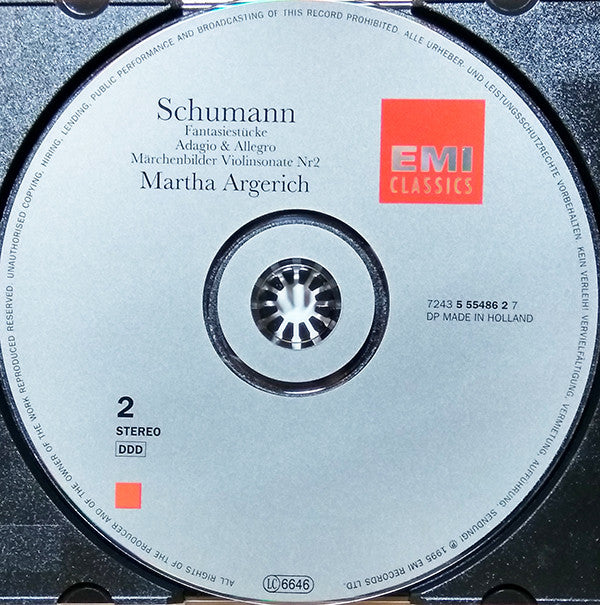 Schumann
Fantasiestücke
Adagio & Allegro
Märchenbilder Violinsonate Nr2
Martha Argerich
EMI
CLASSICS
7243 5 55486 2 7
DP MADE IN HOLLAND
2
STEREO
DDD
LC 6646
ALL RIGHTS OF THE PRODUCER AND OF THE OWNER OF THE WORK REPRODUCED RESERVED. UNAUTHORISED COPYING, HIRING, LENDING, PUBLIC PERFORMANCE AND BROADCASTING OF THIS RECORD PROHIBITED. ALLE URHEBER- UND LEISTUNGSSCHUTZRECHTE VORBEHALTEN. KEIN VERLEIH! VERVIELFÄLTIGUNG, VERMIETUNG, AUFFÜHRUNG, SENDUNG! ℗ 1995 EMI RECORDS LTD.